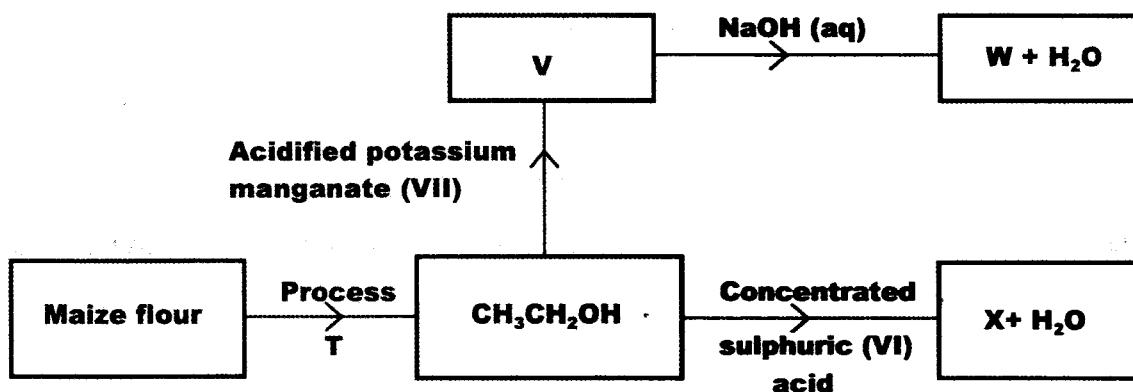 NaOH (aq)
V
W + H₂O
Acidified potassium
manganate (VII)
Maize flour
Process
T
CH₃CH₂OH
Concentrated
sulphuric (VI)
acid
X+ H₂O